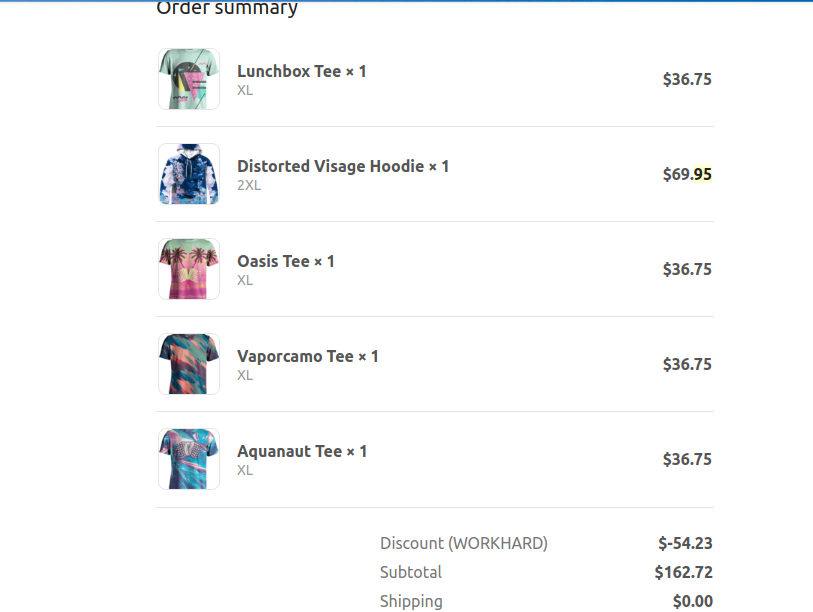 Order summary
Lunchbox Tee × 1
XL
$36.75
Distorted Visage Hoodie × 1
2XL
$69.95
Oasis Tee × 1
XL
$36.75
Vaporcamo Tee × 1
XL
$36.75
Aquanaut Tee × 1
XL
$36.75
Discount (WORKHARD) $-54.23
Subtotal $162.72
Shipping $0.00